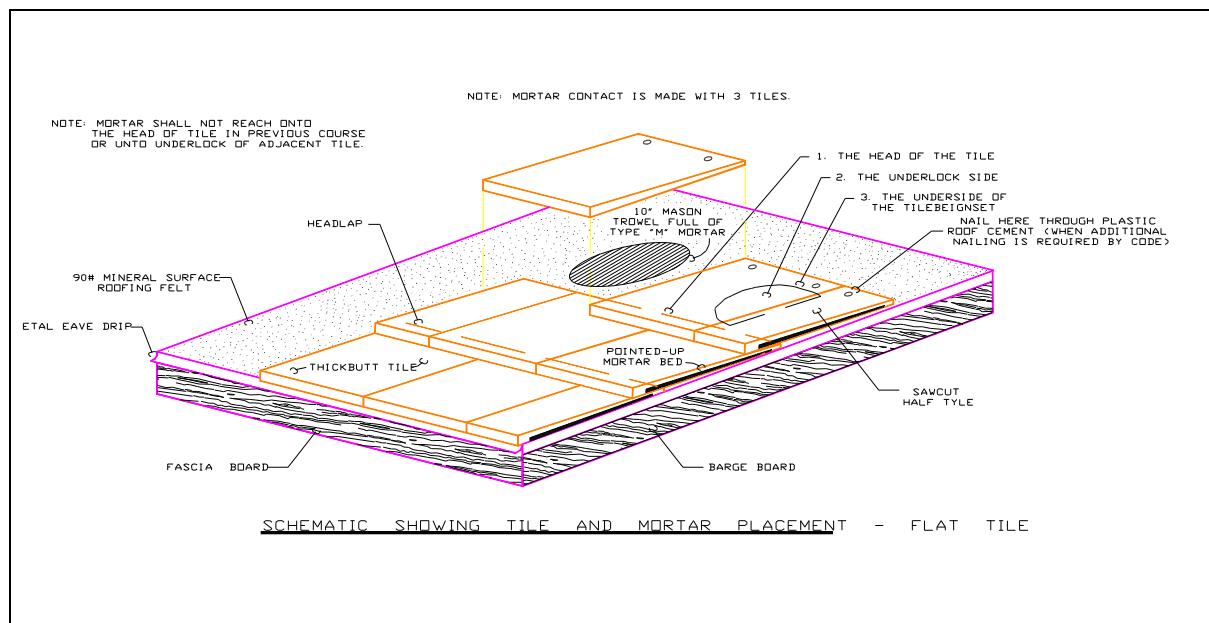 NOTE: MORTAR CONTACT IS MADE WITH 3 TILES.
NOTE: MORTAR SHALL NOT REACH ONTO
THE HEAD OF TILE IN PREVIOUS COURSE
OR UNTO UNDERLOCK OF ADJACENT TILE.
1. THE HEAD OF THE TILE
2. THE UNDERLOCK SIDE
3. THE UNDERSIDE OF
THE TILEBEIGNSET
NAIL HERE THROUGH PLASTIC
ROOF CEMENT (WHEN ADDITIONAL
NAILING IS REQUIRED BY CODE)
10" MASON
TROWEL FULL OF
TYPE "M" MORTAR
HEADLAP
90# MINERAL SURFACE
ROOFING FELT
ETAL EAVE DRIP
THICKBUTT TILE
POINTED-UP
MORTAR BED
SAWCUT
HALF TYLE
FASCIA BOARD
BARGE BOARD
SCHEMATIC SHOWING TILE AND MORTAR PLACEMENT - FLAT TILE